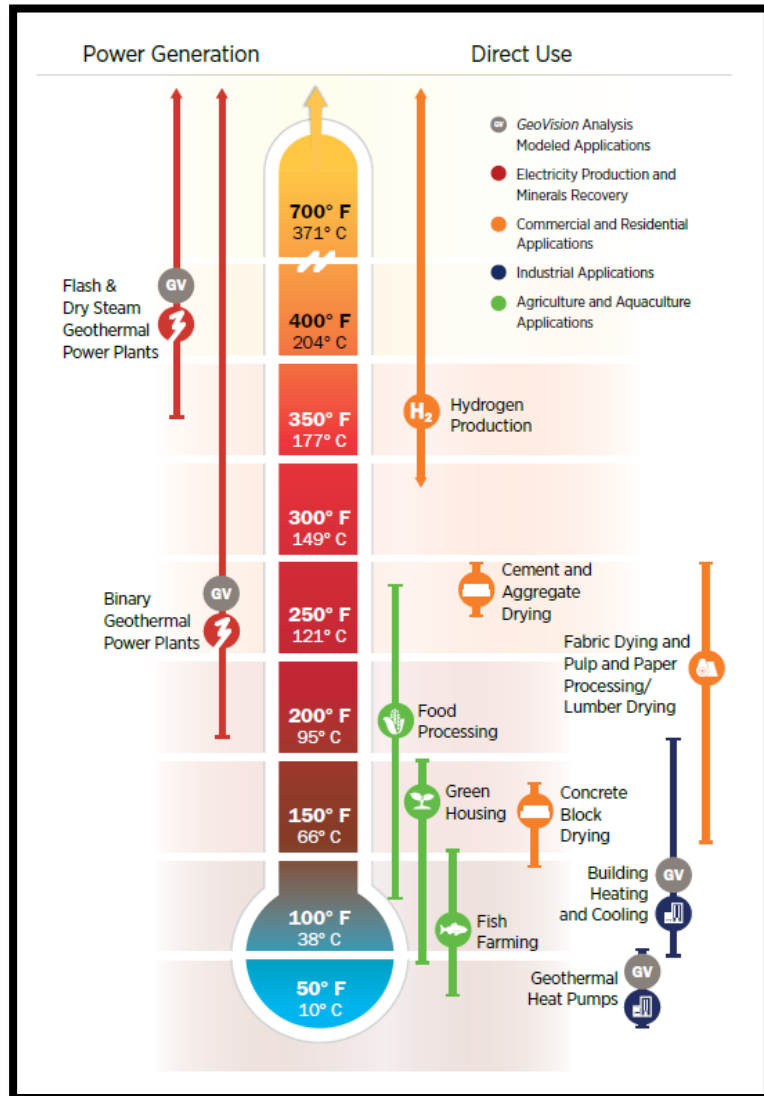 Power Generation
Direct Use
GV
GeoVision Analysis
Modeled Applications
Electricity Production and
Minerals Recovery
Commercial and Residential
Applications
Industrial Applications
Agriculture and Aquaculture
Applications
700° F
371° C
Flash &
Dry Steam
Geothermal
Power Plants
GV
400° F
204° C
350° F
177° C
H2
Hydrogen
Production
300° F
149° C
Cement and
Aggregate
Drying
Binary
Geothermal
Power Plants
GV
250° F
121° C
Fabric Dying and
Pulp and Paper
Processing/
Lumber Drying
200° F
95° C
Food
Processing
Green
Housing
150° F
66° C
Concrete
Block
Drying
Building
Heating
and Cooling
GV
100° F
38° C
Fish
Farming
Geothermal
Heat Pumps
GV
50° F
10° C